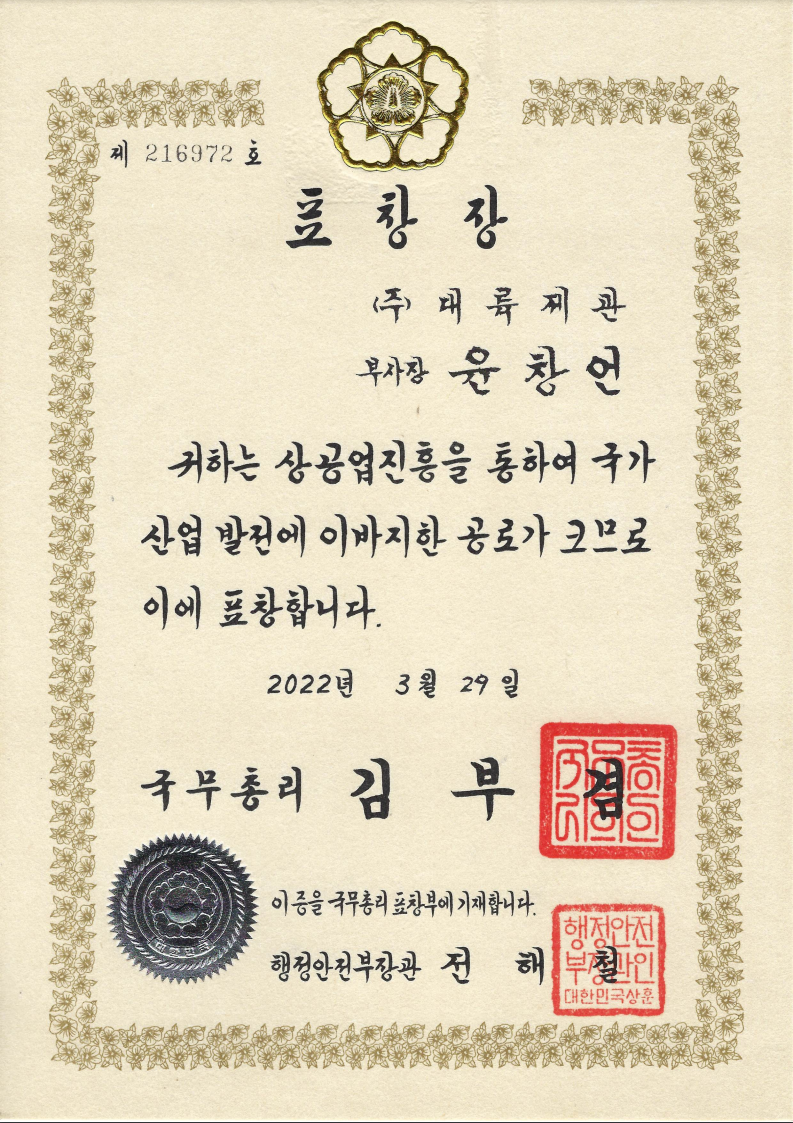 제 216972 호
표 창 장
(주) 대 륙 제 관
부사장 윤 창 언
귀하는 상공업진흥을 통하여 국가
산업 발전에 이바지한 공로가 크므로
이에 표창합니다.
2022년 3월 29일
국무총리 김 부 겸
대한민국
이 증을 국무총리 표창부에 기재합니다.
행정안전부장관 전 해 철
행정안전
부장관인
대한민국상훈